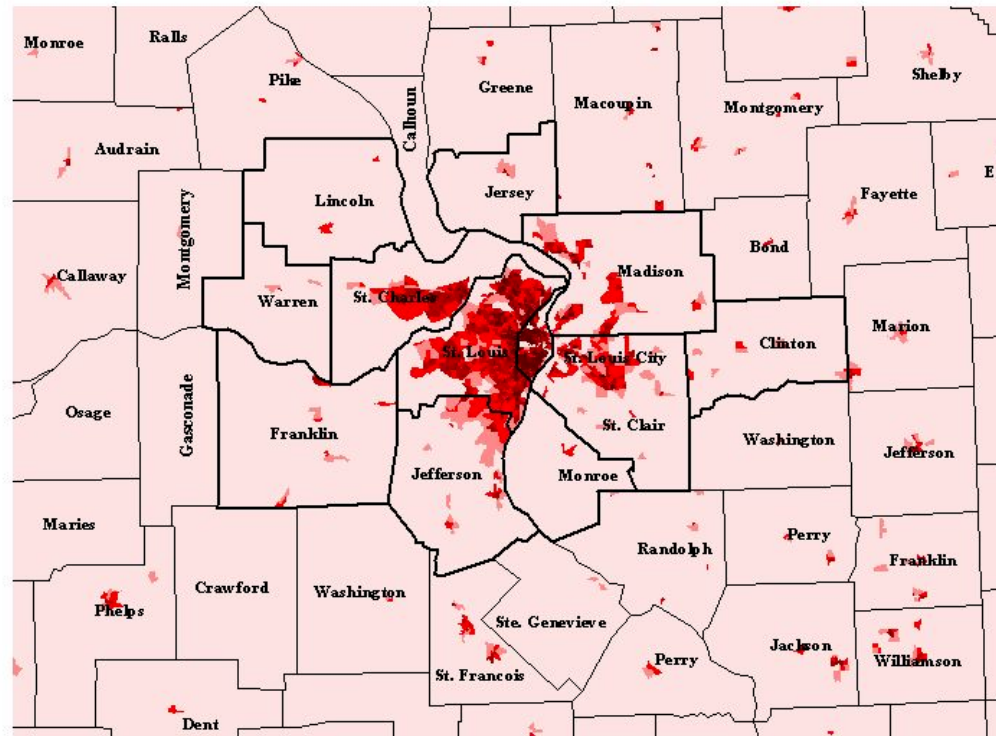 Monroe
Ralls
Pike
Calhoun
Greene
Macoupin
Montgomery
Shelby
Audrain
Lincoln
Jersey
Fayette
E
Montgomery
Callaway
Warren
St. Charles
Madison
Bond
Marion
St. Louis
St. Louis City
Clinton
Osage
Gasconade
Franklin
Jefferson
St. Clair
Monroe
Washington
Jefferson
Maries
Crawford
Washington
Randolph
Perry
Franklin
Phelps
Ste. Genevieve
St. Francois
Perry
Jackson
Williamson
Dent